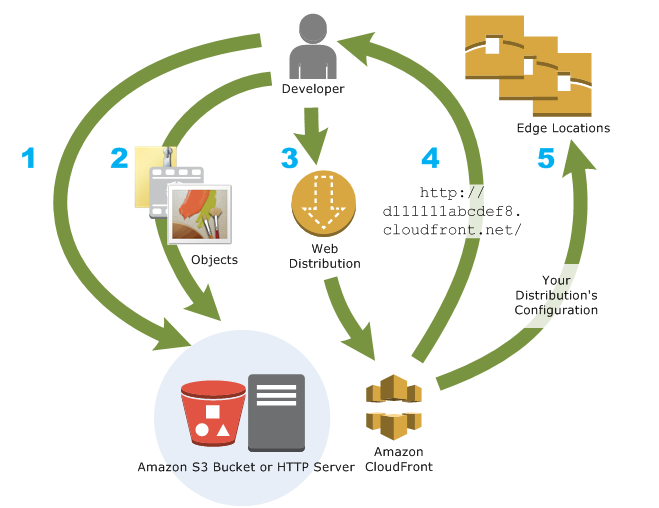 Developer
Edge Locations
1
2
3
4
5
http://
d111111abcdef8.
cloudfront.net/
Objects
Web
Distribution
Your
Distribution's
Configuration
Amazon S3 Bucket or HTTP Server
Amazon
CloudFront